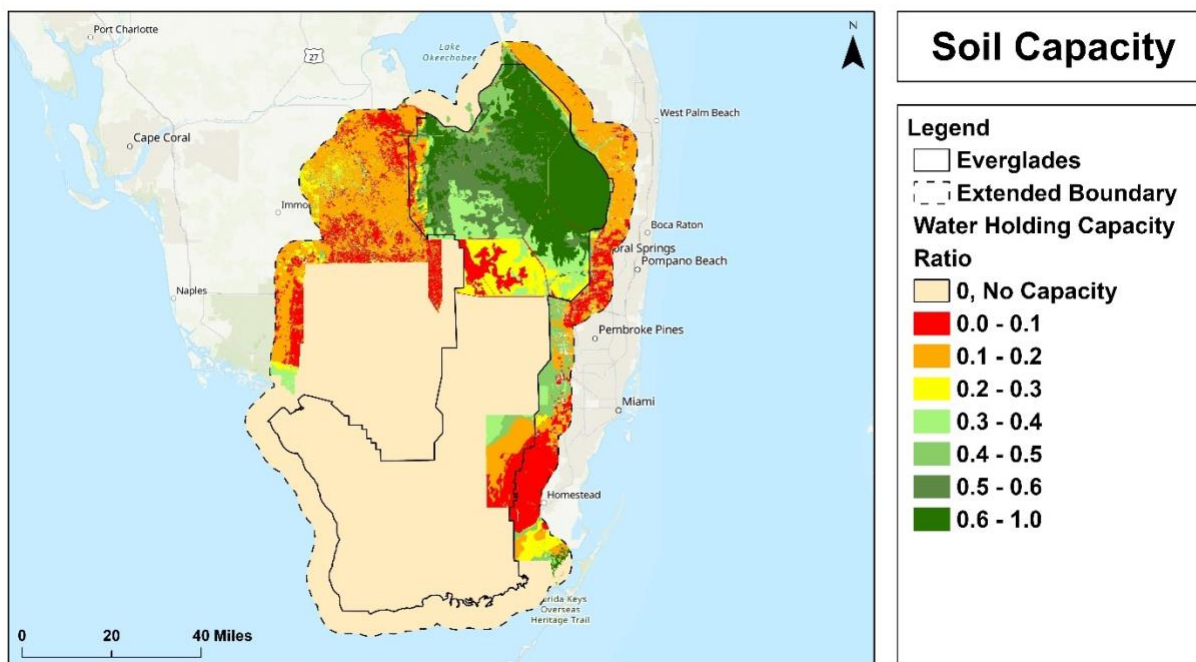 Port Charlotte
Lake
Okeechobee
27
N
West Palm Beach
Cape Coral
Immo
Boca Raton
oral Springs
Pompano Beach
Naples
Pembroke Pines
Miami
Homestead
orida Keys
Overseas
Heritage Trail
0 20 40 Miles
Soil Capacity
Legend
Everglades
Extended Boundary
Water Holding Capacity
Ratio
0, No Capacity
0.0 - 0.1
0.1 - 0.2
0.2 - 0.3
0.3 - 0.4
0.4 - 0.5
0.5 - 0.6
0.6 - 1.0